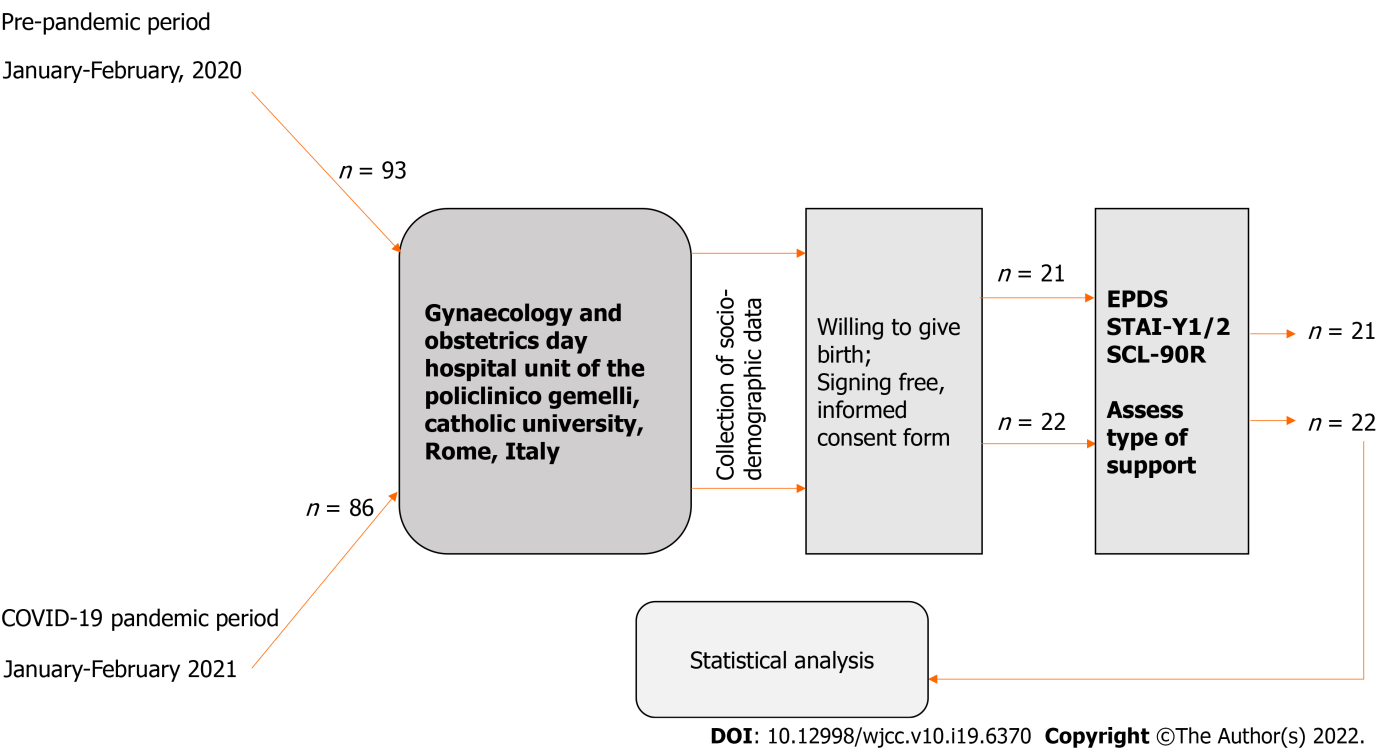 Pre-pandemic period
January-February, 2020
n = 93
Gynaecology and
obstetrics day
hospital unit of the
policlinico gemelli,
catholic university,
Rome, Italy
n = 86
COVID-19 pandemic period
January-February 2021
Collection of socio-
demographic data
Willing to give
birth;
Signing free,
informed
consent form
n = 21
n = 22
EPDS
STAI-Y1/2
SCL-90R
Assess
type of
support
n = 21
n = 22
Statistical analysis
DOI: 10.12998/wjcc.v10.i19.6370 Copyright ©The Author(s) 2022.